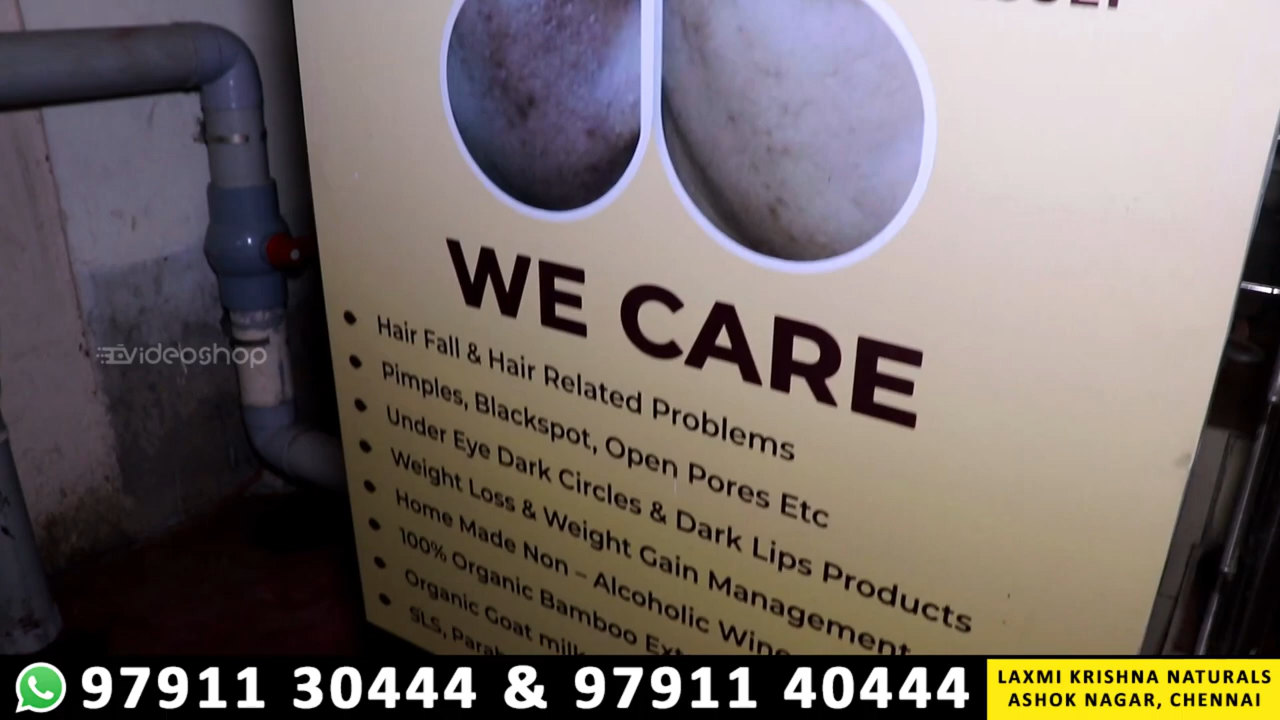 WE CARE
Hair Fall & Hair Related Problems
Pimples, Blackspot, Open Pores Etc
Under Eye Dark Circles & Dark Lips Products
Weight Loss & Weight Gain Management
Home Made Non – Alcoholic Wine
100% Organic Bamboo
Organic Goat milk
SLS,
videoshop
97911 30444 & 97911 40444
LAXMI KRISHNA NATURALS
ASHOK NAGAR, CHENNAI